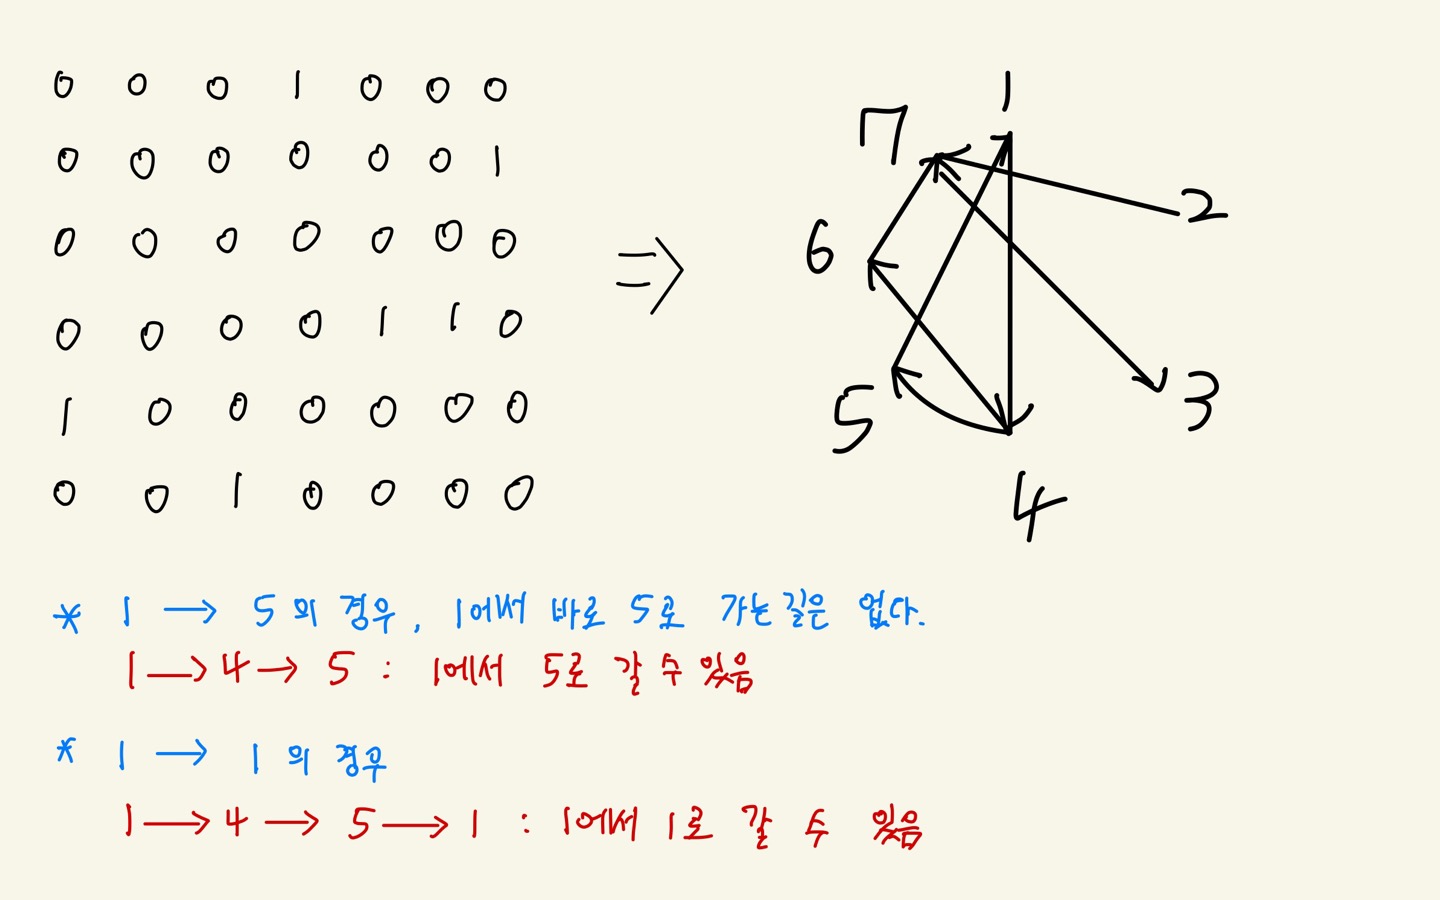 0 0 0 1 0 0 0
0 0 0 0 0 0 1
0 0 0 0 0 0 0
0 0 0 0 1 1 0
1 0 0 0 0 0 0
0 0 1 0 0 0 0
⇒
1
7
2
6
3
5
4
* 1 → 5 의 경우, 1에서 바로 5로 가는길은 없다.
1 → 4 → 5 : 1에서 5로 갈 수 있음
* 1 → 1 의 경우
1 → 4 → 5 → 1 : 1에서 1로 갈 수 있음